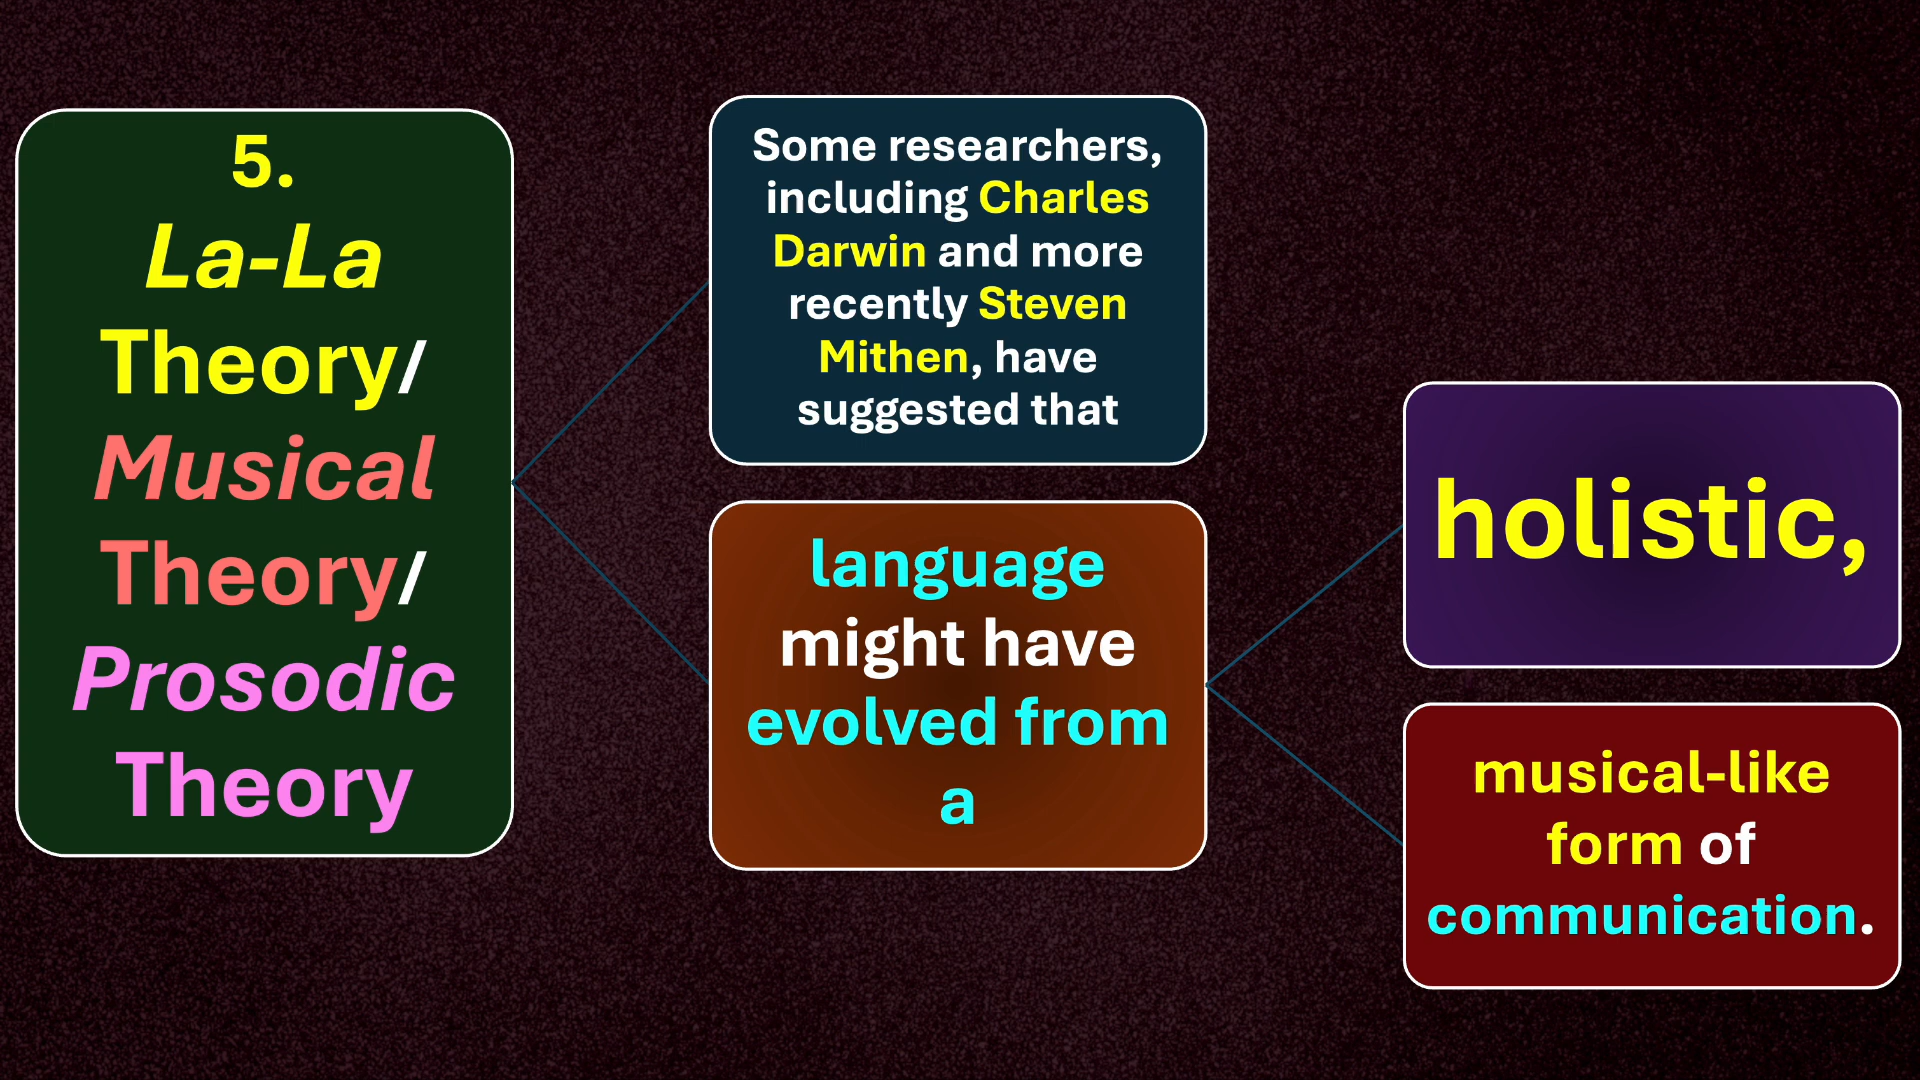 5.
La-La
Theory/
Musical
Theory/
Prosodic
Theory
Some researchers,
including Charles
Darwin and more
recently Steven
Mithen, have
suggested that
language
might have
evolved from
a
holistic,
musical-like
form of
communication.